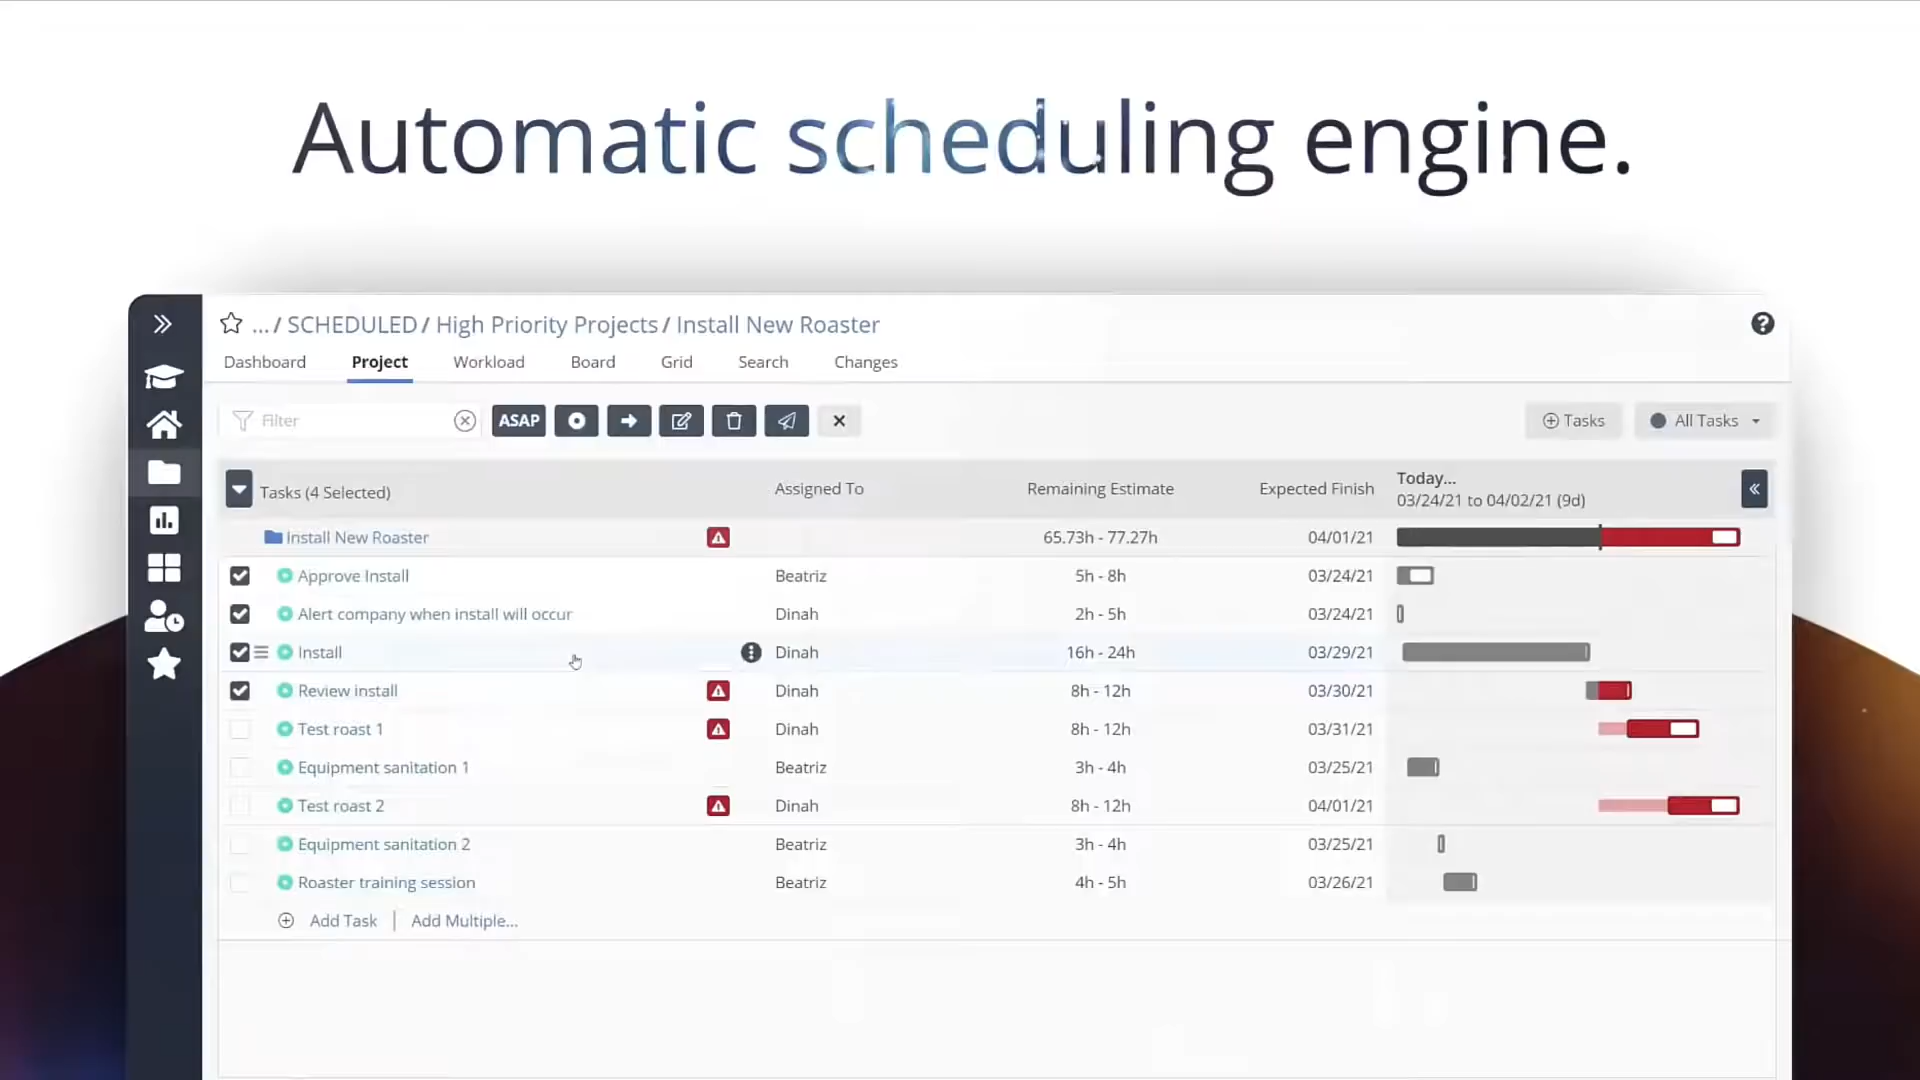 Automatic scheduling engine.
... / SCHEDULED / High Priority Projects / Install New Roaster
Dashboard Project Workload Board Grid Search Changes
Filter ASAP Tasks All Tasks
Tasks (4 Selected) Assigned To Remaining Estimate Expected Finish Today...
03/24/21 to 04/02/21 (9d)
Install New Roaster 65.73h - 77.27h 04/01/21
Approve Install Beatriz 5h - 8h 03/24/21
Alert company when install will occur Dinah 2h - 5h 03/24/21
Install Dinah 16h - 24h 03/29/21
Review install Dinah 8h - 12h 03/30/21
Test roast 1 Dinah 8h - 12h 03/31/21
Equipment sanitation 1 Beatriz 3h - 4h 03/25/21
Test roast 2 Dinah 8h - 12h 04/01/21
Equipment sanitation 2 Beatriz 3h - 4h 03/25/21
Roaster training session Beatriz 4h - 5h 03/26/21
Add Task | Add Multiple...